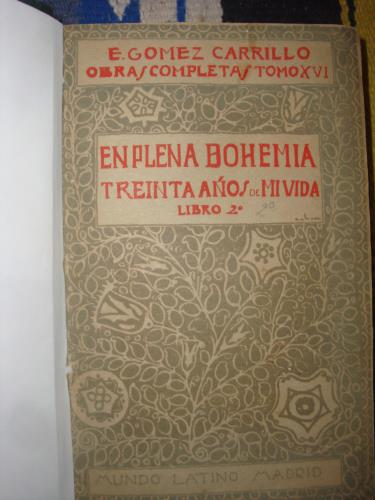 E. GOMEZ CARRILLO
OBRAS COMPLETAS TOMO XVI
EN PLENA BOHEMIA
TREINTA AÑOS DE MI VIDA
LIBRO 2º
MUNDO LATINO MADRID